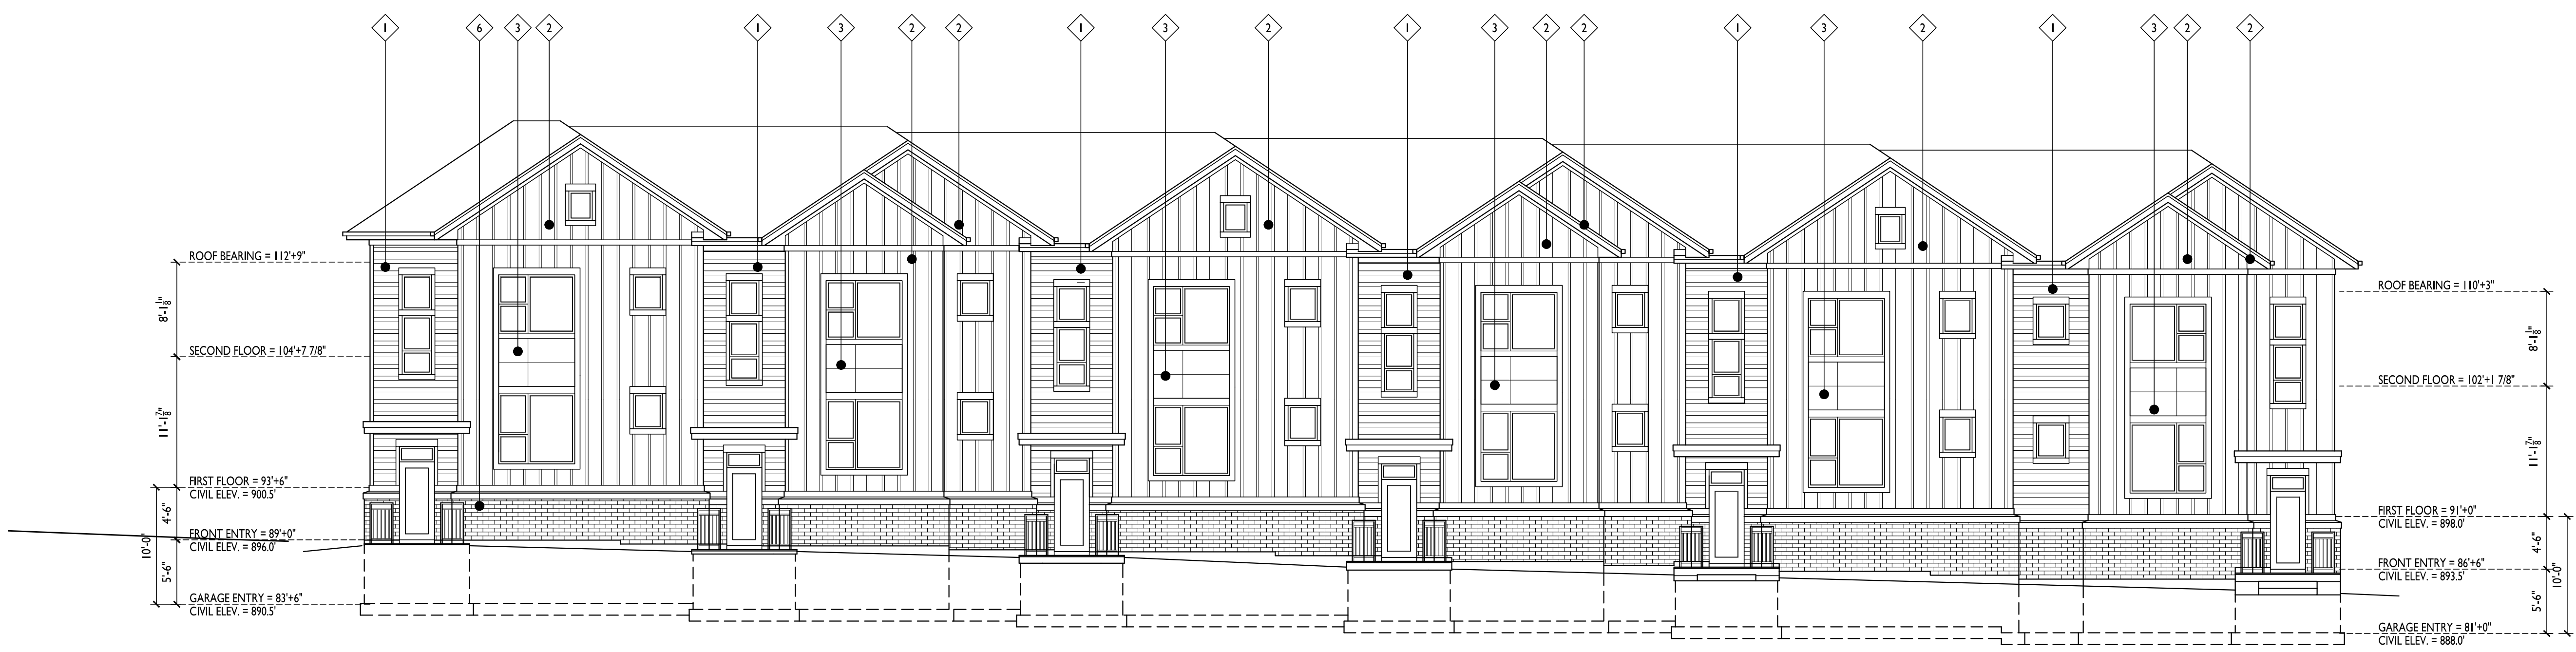 1 6 3 2 1 3 2 2 1 3 2 1 3 2 2 1 3 2 1 3 2 2
ROOF BEARING = 112'+9"
8'-1 1/8"
SECOND FLOOR = 104'+7 7/8"
11'-1 7/8"
FIRST FLOOR = 93'+6"
CIVIL ELEV. = 900.5'
4'-6"
FRONT ENTRY = 89'+0"
CIVIL ELEV. = 896.0'
10'-0"
5'-6"
GARAGE ENTRY = 83'+6"
CIVIL ELEV. = 890.5'
ROOF BEARING = 110'+3"
8'-1 1/8"
SECOND FLOOR = 102'+1 7/8"
11'-1 7/8"
FIRST FLOOR = 91'+0"
CIVIL ELEV. = 898.0'
4'-6"
FRONT ENTRY = 86'+6"
CIVIL ELEV. = 893.5'
10'-0"
5'-6"
GARAGE ENTRY = 81'+0"
CIVIL ELEV. = 888.0'